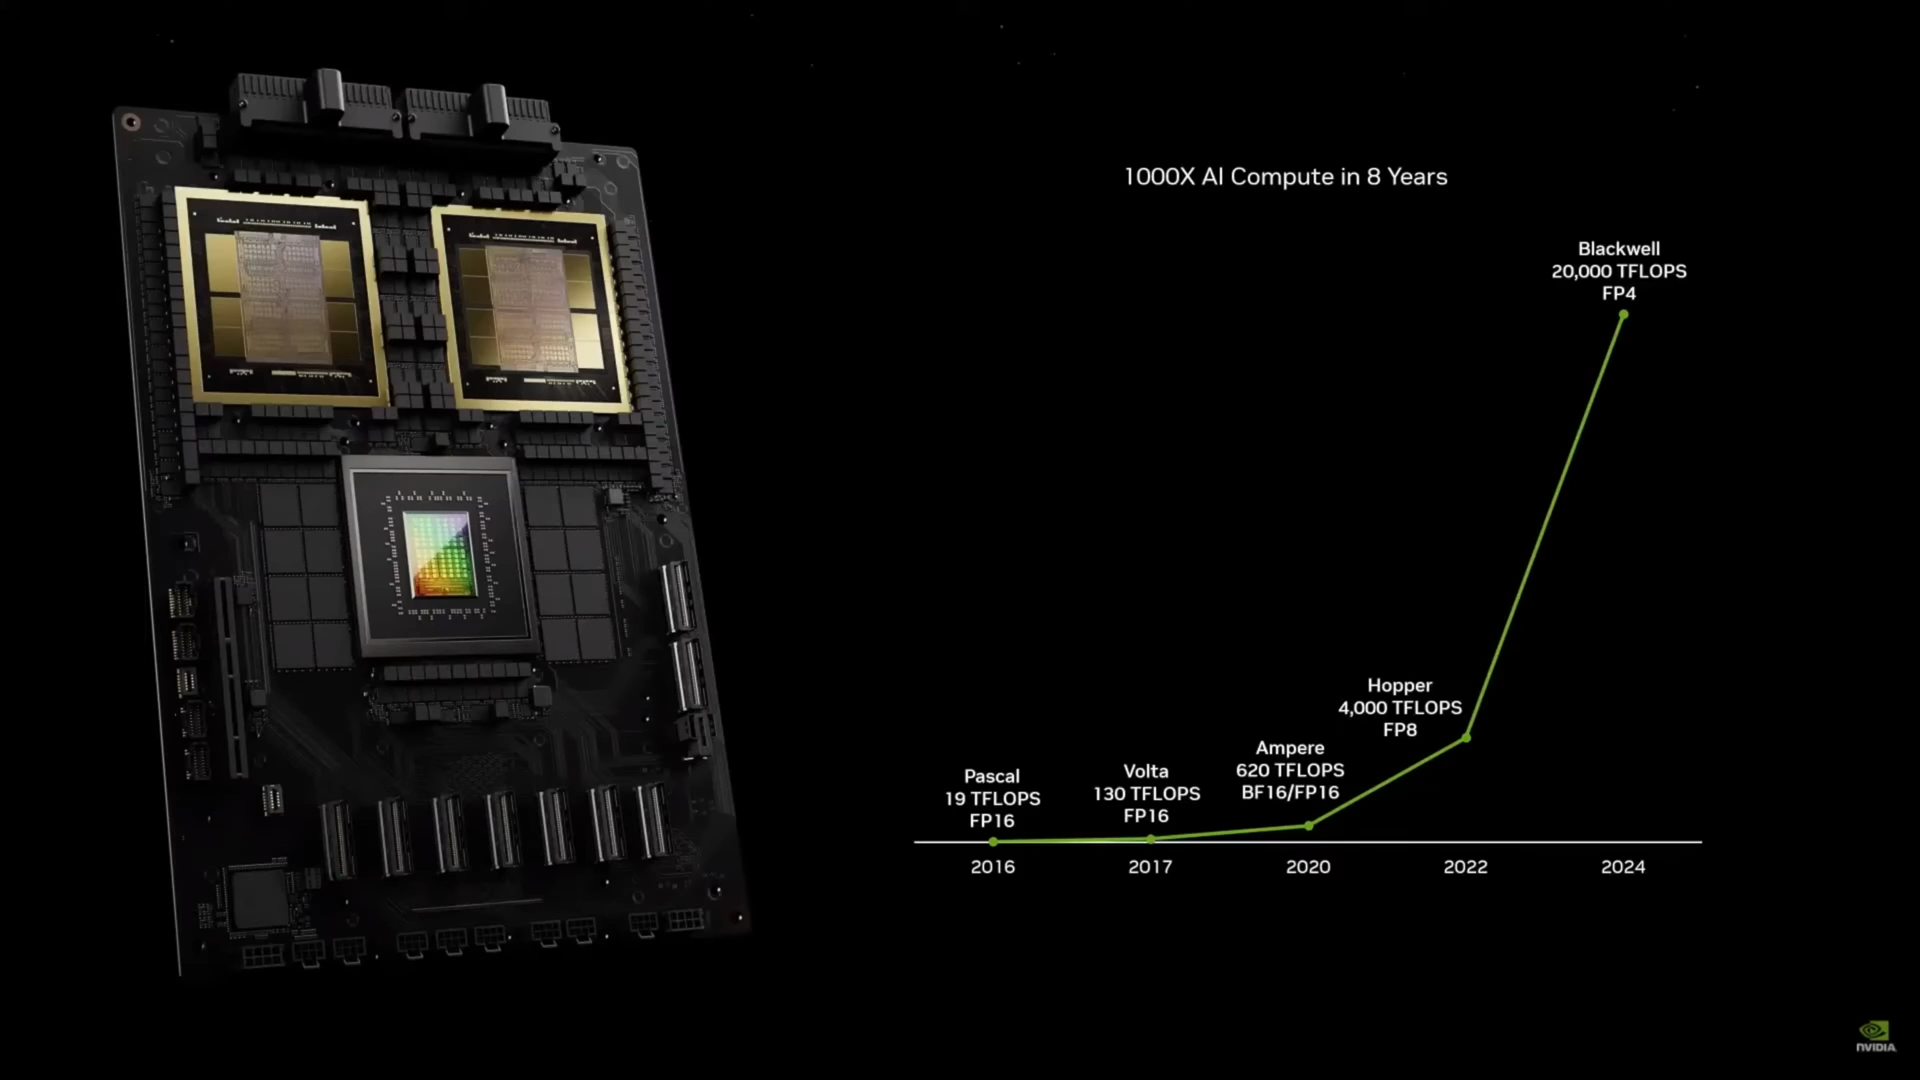 1000X AI Compute in 8 Years
Blackwell
20,000 TFLOPS
FP4
Hopper
4,000 TFLOPS
FP8
Ampere
620 TFLOPS
BF16/FP16
Volta
130 TFLOPS
FP16
Pascal
19 TFLOPS
FP16
2016
2017
2020
2022
2024
NVIDIA